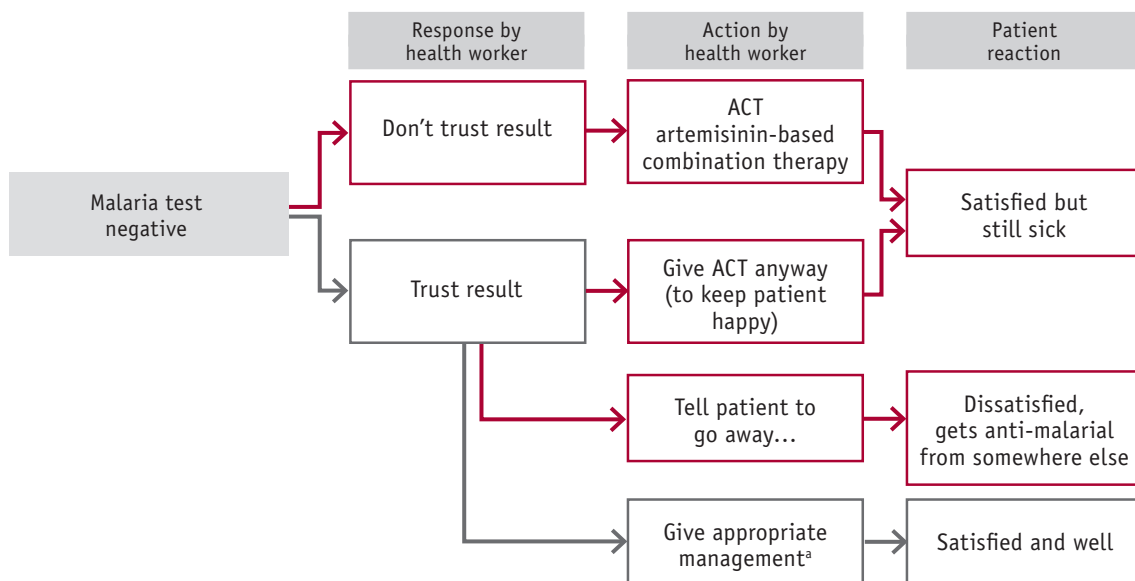 Response by
health worker
Action by
health worker
Patient
reaction
Don't trust result
ACT
artemisinin-based
combination therapy
Malaria test
negative
Satisfied but
still sick
Trust result
Give ACT anyway
(to keep patient
happy)
Tell patient to
go away...
Dissatisfied,
gets anti-malarial
from somewhere else
Give appropriate
managementᵃ
Satisfied and well